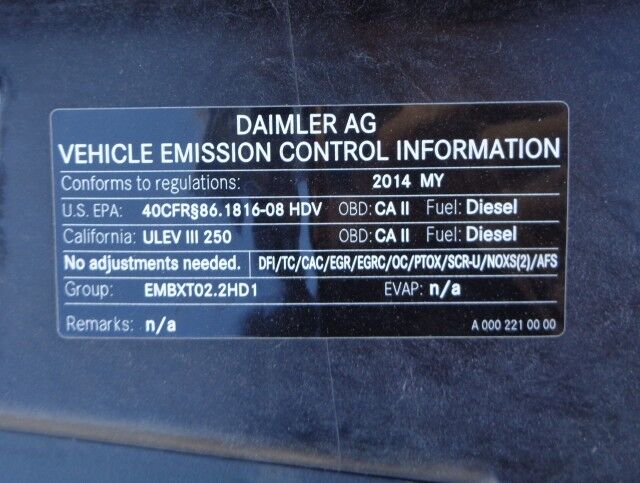 DAIMLER AG
VEHICLE EMISSION CONTROL INFORMATION
Conforms to regulations: 2014 MY
U.S. EPA: 40CFR§86.1816-08 HDV OBD: CA II Fuel: Diesel
California: ULEV III 250 OBD: CA II Fuel: Diesel
No adjustments needed. DFI/TC/CAC/EGR/EGRC/OC/PTOX/SCR-U/NOXS(2)/AFS
Group: EMBXT02.2HD1 EVAP: n/a
Remarks: n/a A 000 221 00 00